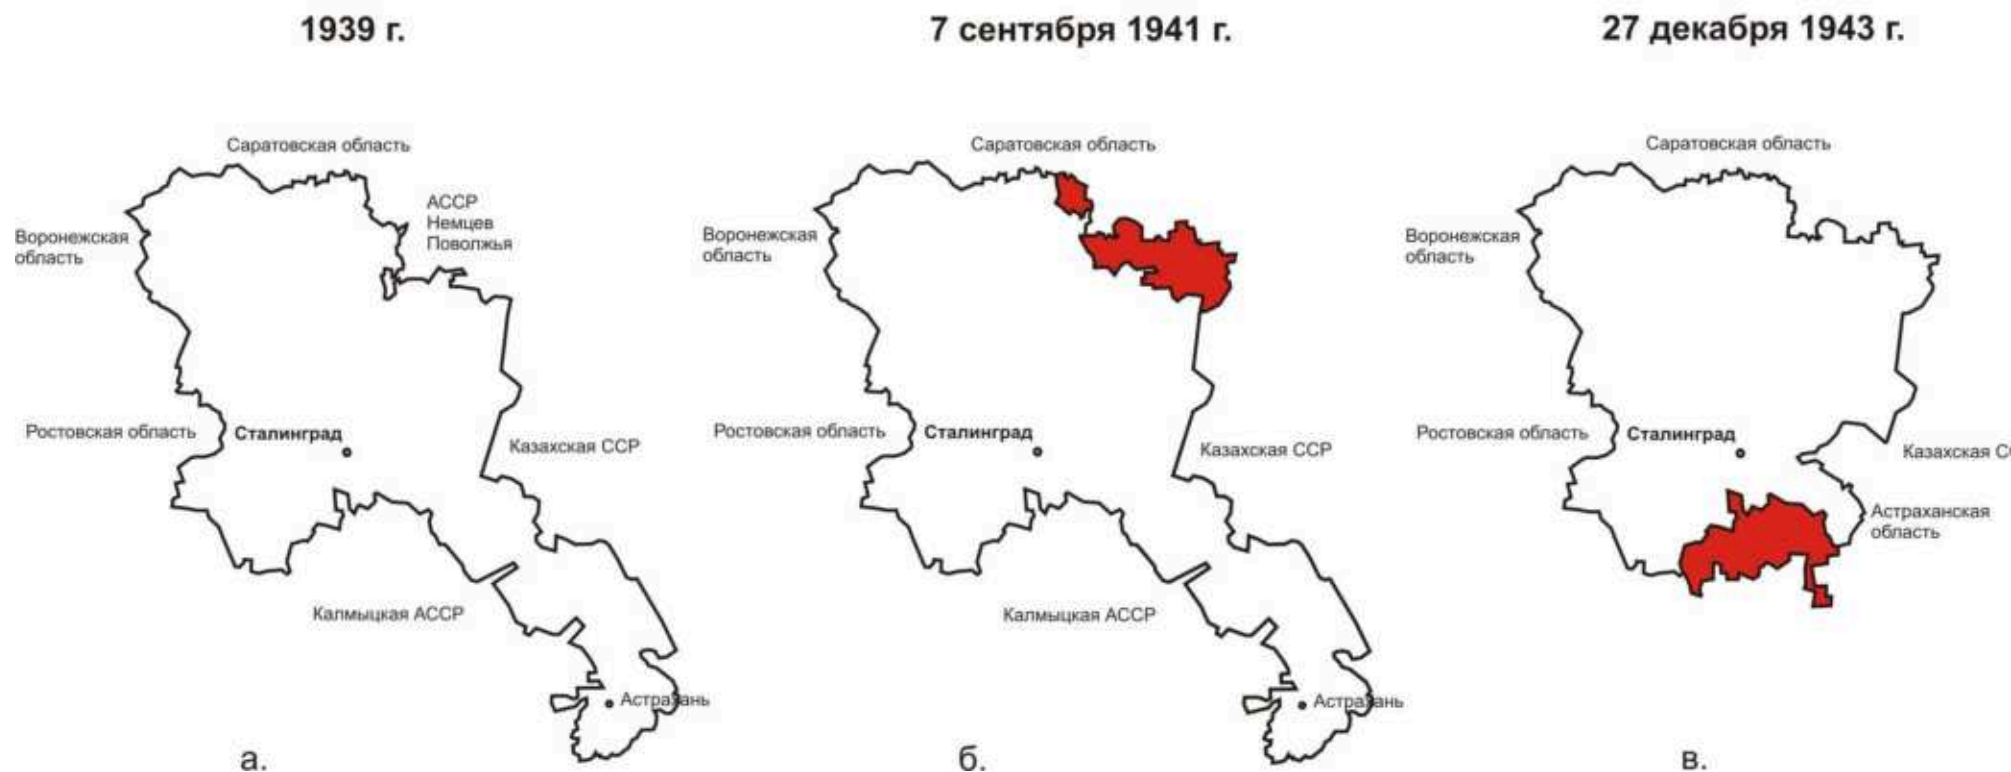 1939 г.
7 сентября 1941 г.
27 декабря 1943 г.
Саратовская область
АССР
Немцев
Поволжья
Воронежская
область
Ростовская область
Сталинград
Казахская ССР
Калмыцкая АССР
Астрахань
а.
Саратовская область
Воронежская
область
Ростовская область
Сталинград
Казахская ССР
Калмыцкая АССР
Астрахань
б.
Саратовская область
Воронежская
область
Ростовская область
Сталинград
Казахская
Астраханская
область
в.